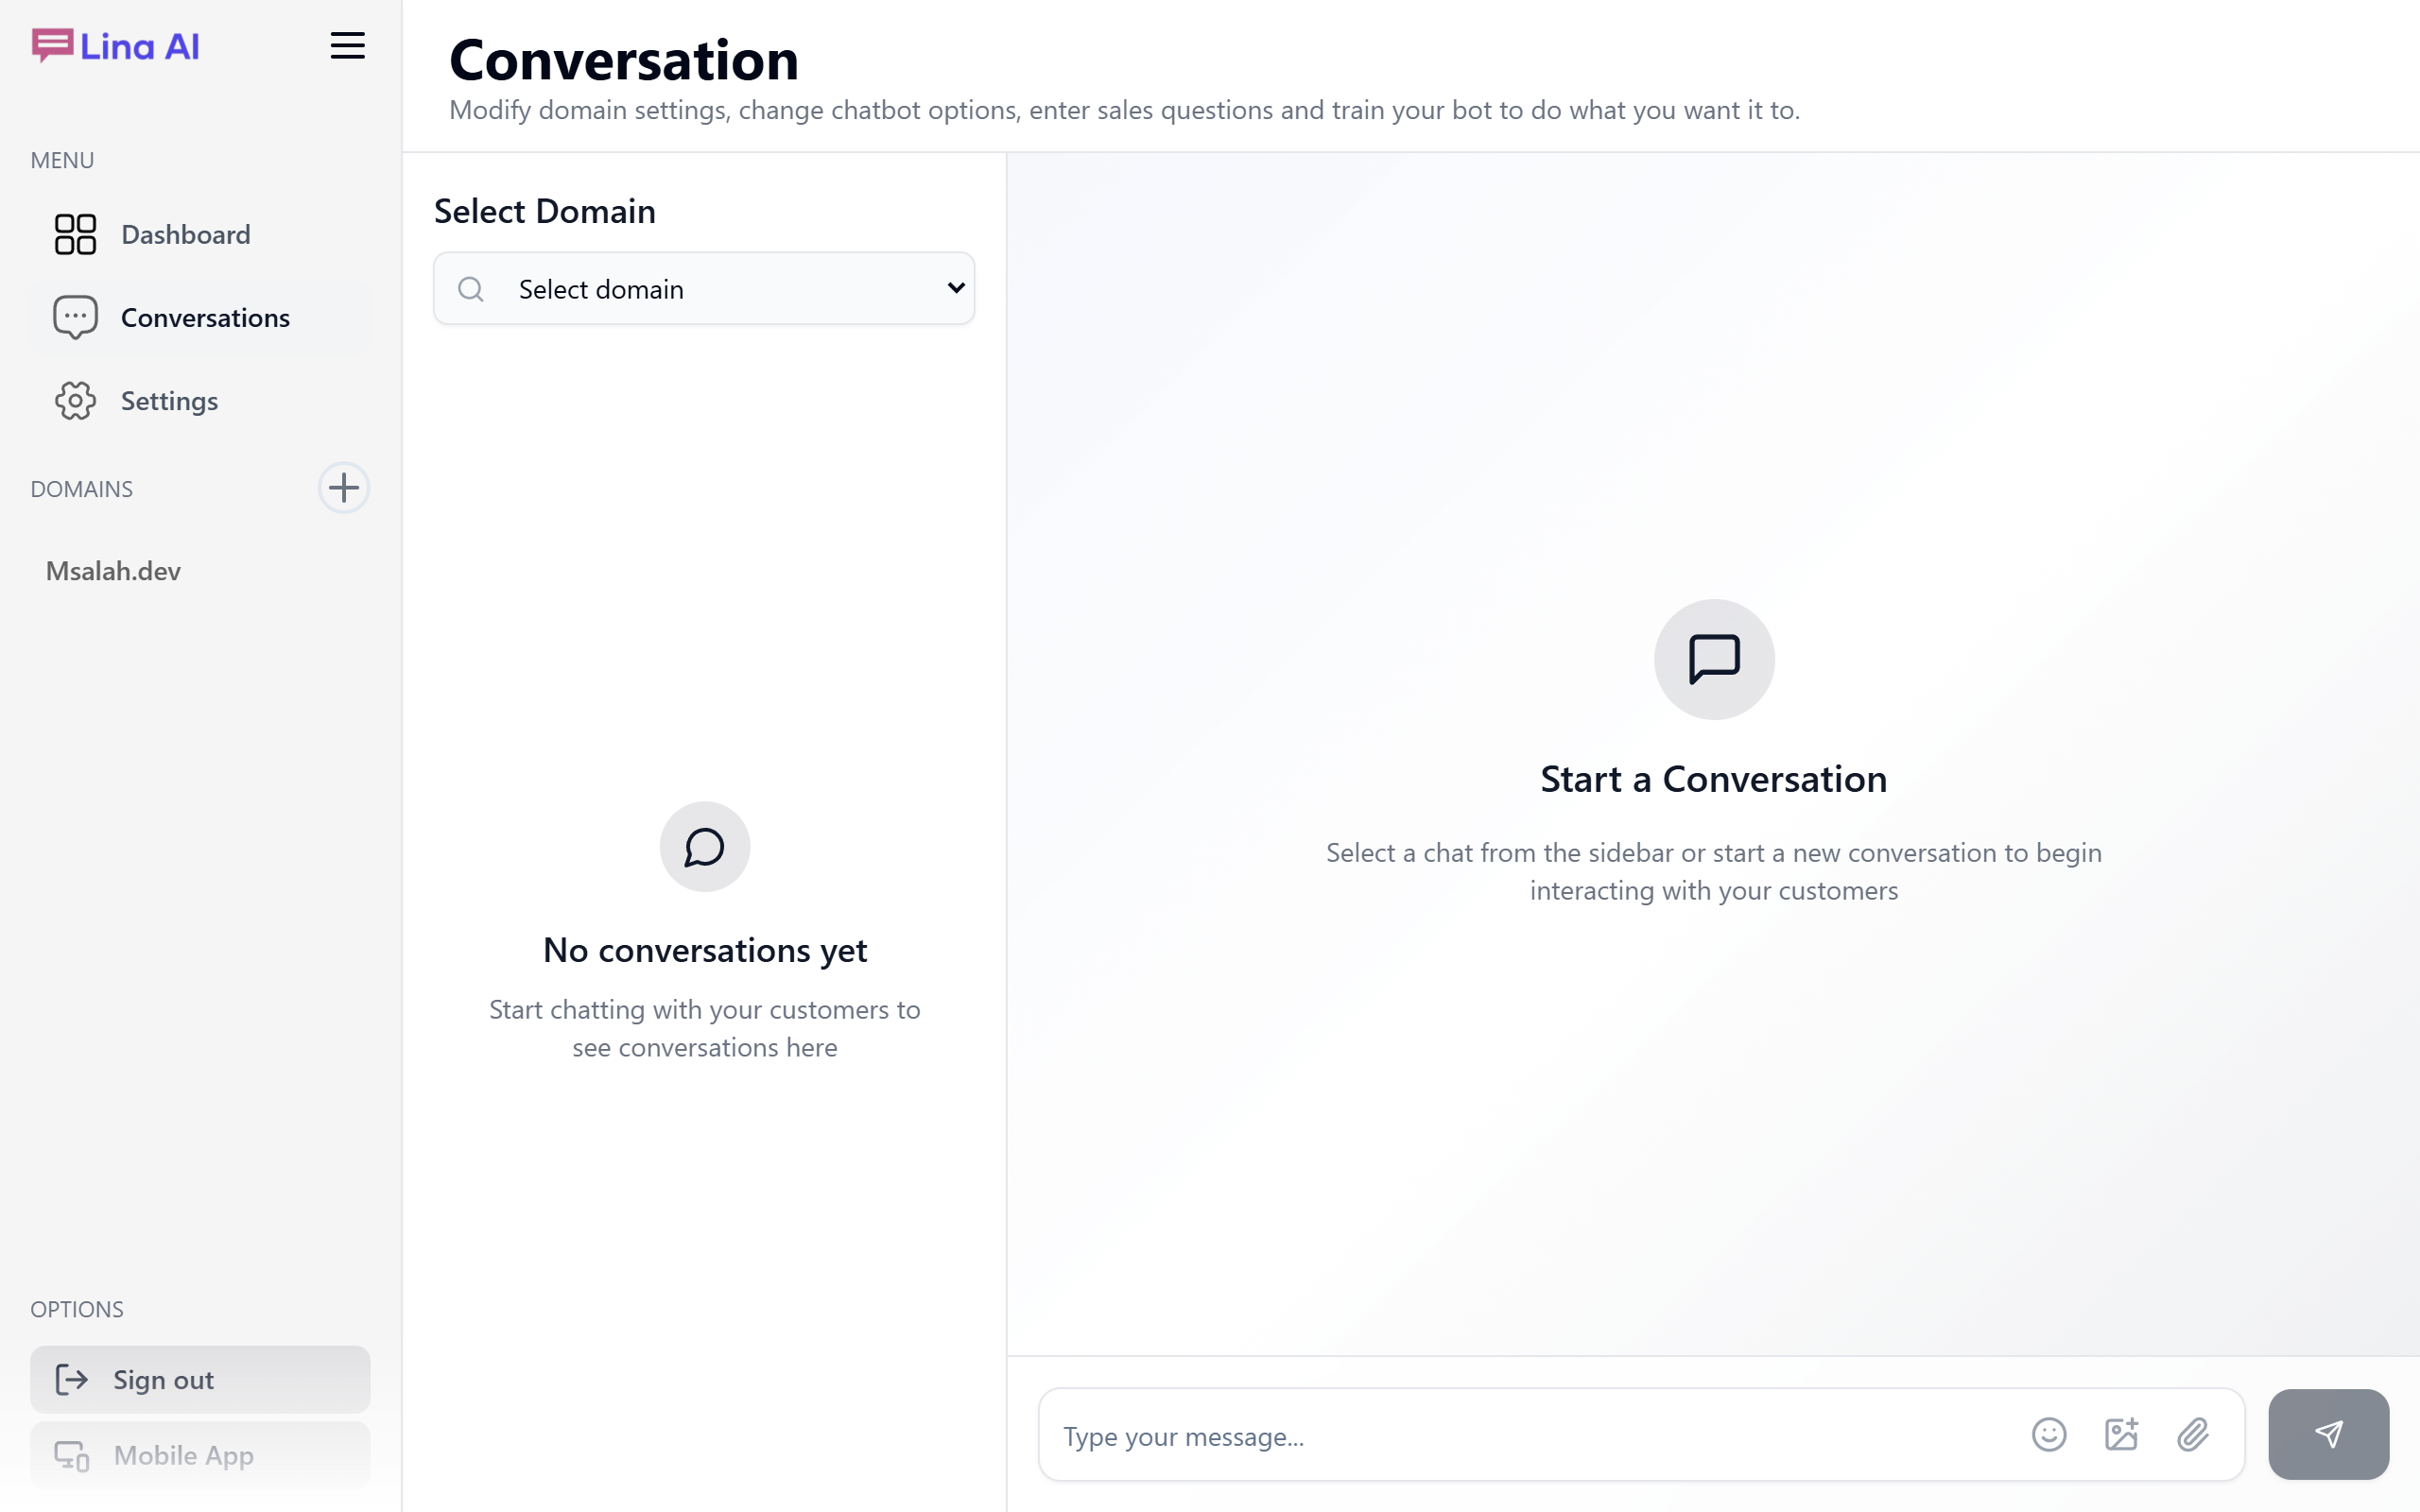 Lina AI
MENU
Dashboard
Conversations
Settings
DOMAINS
Msalah.dev
OPTIONS
Sign out
Mobile App
Conversation
Modify domain settings, change chatbot options, enter sales questions and train your bot to do what you want it to.
Select Domain
Select domain
No conversations yet
Start chatting with your customers to
see conversations here
Start a Conversation
Select a chat from the sidebar or start a new conversation to begin
interacting with your customers
Type your message...